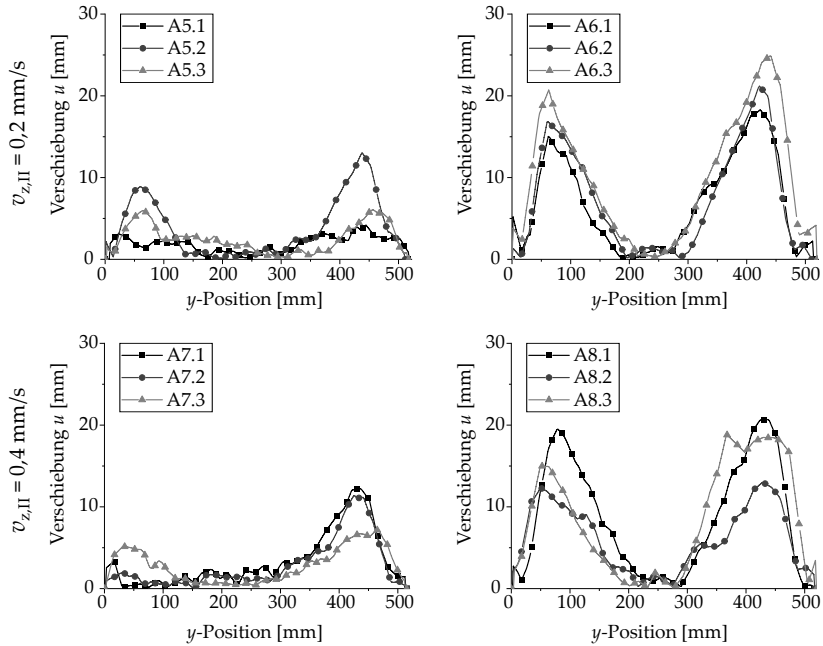 v_z,II = 0,2 mm/s
Verschiebung u [mm]
30
20
10
0
A5.1
A5.2
A5.3
0 100 200 300 400 500
y-Position [mm]
Verschiebung u [mm]
30
20
10
0
A6.1
A6.2
A6.3
0 100 200 300 400 500
y-Position [mm]
v_z,II = 0,4 mm/s
Verschiebung u [mm]
30
20
10
0
A7.1
A7.2
A7.3
0 100 200 300 400 500
y-Position [mm]
Verschiebung u [mm]
30
20
10
0
A8.1
A8.2
A8.3
0 100 200 300 400 500
y-Position [mm]